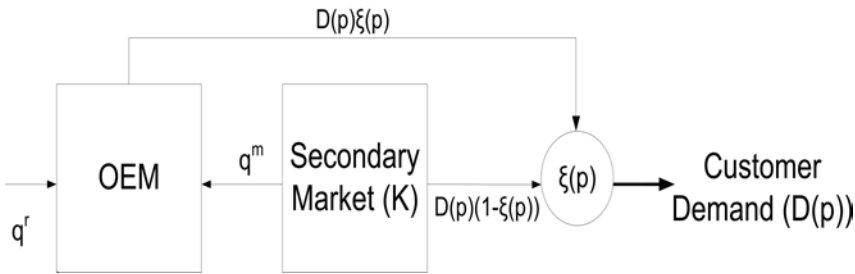 D(p)ξ(p)
OEM
q^m
Secondary
Market (K)
ξ(p)
Customer
Demand (D(p))
D(p)(1-ξ(p))
q^r